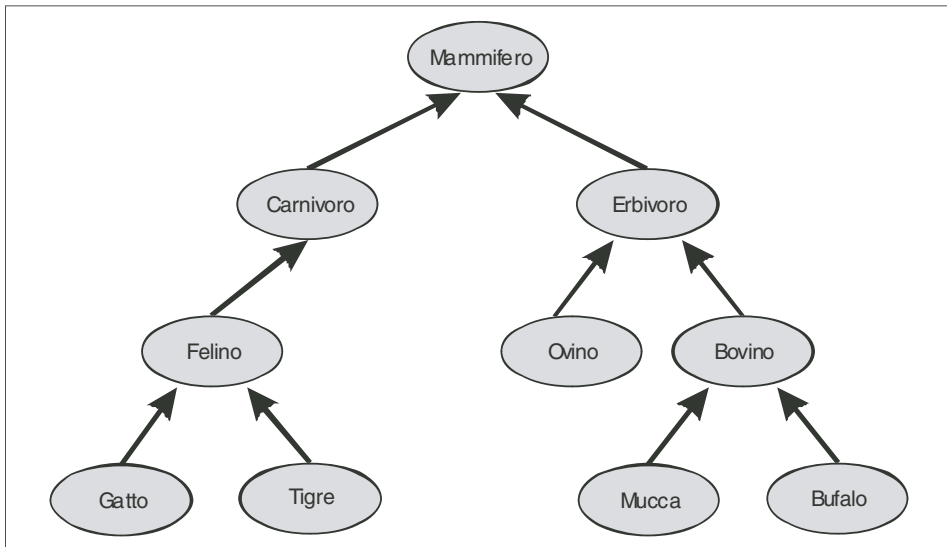 Mammifero
Carnivoro
Erbivoro
Felino
Ovino
Bovino
Gatto
Tigre
Mucca
Bufalo